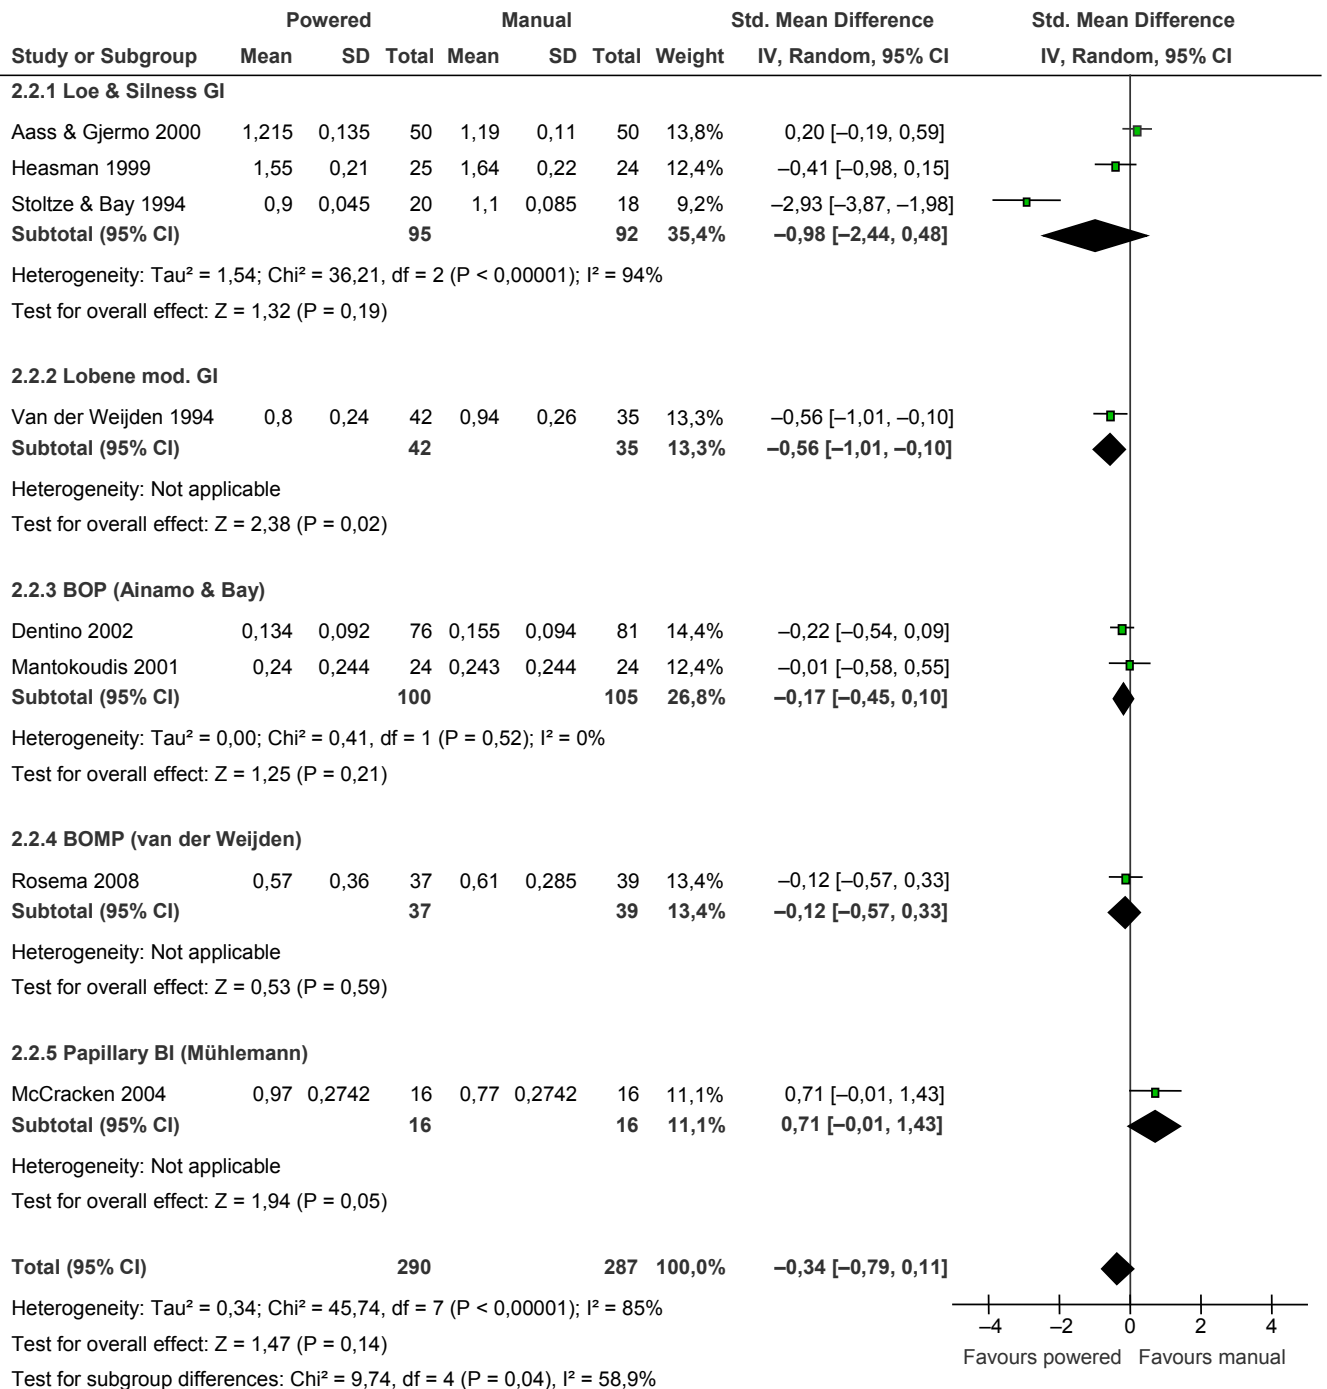 Powered Manual Std. Mean Difference Std. Mean Difference
Study or Subgroup Mean SD Total Mean SD Total Weight IV, Random, 95% CI IV, Random, 95% CI
2.2.1 Loe & Silness GI
Aass & Gjermo 2000 1,215 0,135 50 1,19 0,11 50 13,8% 0,20 [–0,19, 0,59]
Heasman 1999 1,55 0,21 25 1,64 0,22 24 12,4% –0,41 [–0,98, 0,15]
Stoltze & Bay 1994 0,9 0,045 20 1,1 0,085 18 9,2% –2,93 [–3,87, –1,98]
Subtotal (95% CI) 95 92 35,4% –0,98 [–2,44, 0,48]
Heterogeneity: Tau² = 1,54; Chi² = 36,21, df = 2 (P < 0,00001); I² = 94%
Test for overall effect: Z = 1,32 (P = 0,19)
2.2.2 Lobene mod. GI
Van der Weijden 1994 0,8 0,24 42 0,94 0,26 35 13,3% –0,56 [–1,01, –0,10]
Subtotal (95% CI) 42 35 13,3% –0,56 [–1,01, –0,10]
Heterogeneity: Not applicable
Test for overall effect: Z = 2,38 (P = 0,02)
2.2.3 BOP (Ainamo & Bay)
Dentino 2002 0,134 0,092 76 0,155 0,094 81 14,4% –0,22 [–0,54, 0,09]
Mantokoudis 2001 0,24 0,244 24 0,243 0,244 24 12,4% –0,01 [–0,58, 0,55]
Subtotal (95% CI) 100 105 26,8% –0,17 [–0,45, 0,10]
Heterogeneity: Tau² = 0,00; Chi² = 0,41, df = 1 (P = 0,52); I² = 0%
Test for overall effect: Z = 1,25 (P = 0,21)
2.2.4 BOMP (van der Weijden)
Rosema 2008 0,57 0,36 37 0,61 0,285 39 13,4% –0,12 [–0,57, 0,33]
Subtotal (95% CI) 37 39 13,4% –0,12 [–0,57, 0,33]
Heterogeneity: Not applicable
Test for overall effect: Z = 0,53 (P = 0,59)
2.2.5 Papillary BI (Mühlemann)
McCracken 2004 0,97 0,2742 16 0,77 0,2742 16 11,1% 0,71 [–0,01, 1,43]
Subtotal (95% CI) 16 16 11,1% 0,71 [–0,01, 1,43]
Heterogeneity: Not applicable
Test for overall effect: Z = 1,94 (P = 0,05)
Total (95% CI) 290 287 100,0% –0,34 [–0,79, 0,11]
Heterogeneity: Tau² = 0,34; Chi² = 45,74, df = 7 (P < 0,00001); I² = 85%
Test for overall effect: Z = 1,47 (P = 0,14)
Test for subgroup differences: Chi² = 9,74, df = 4 (P = 0,04), I² = 58,9%
–4 –2 0 2 4
Favours powered Favours manual